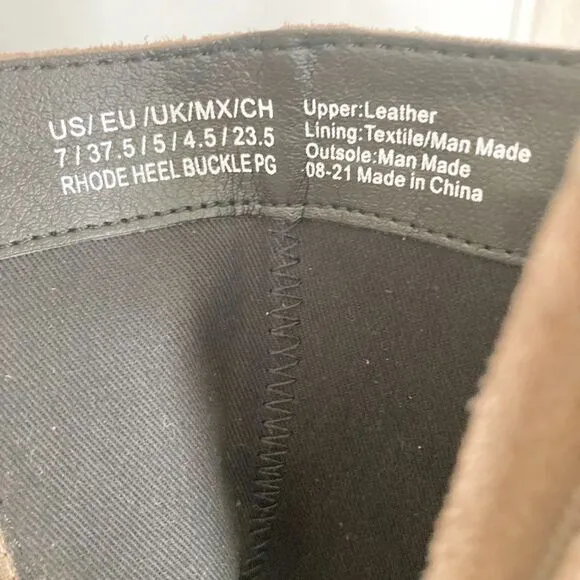 US/ EU /UK/MX/CH
7 / 37.5 / 5 / 4.5 / 23.5
RHODE HEEL BUCKLE PG
Upper:Leather
Lining:Textile/Man Made
Outsole:Man Made
08-21 Made in China